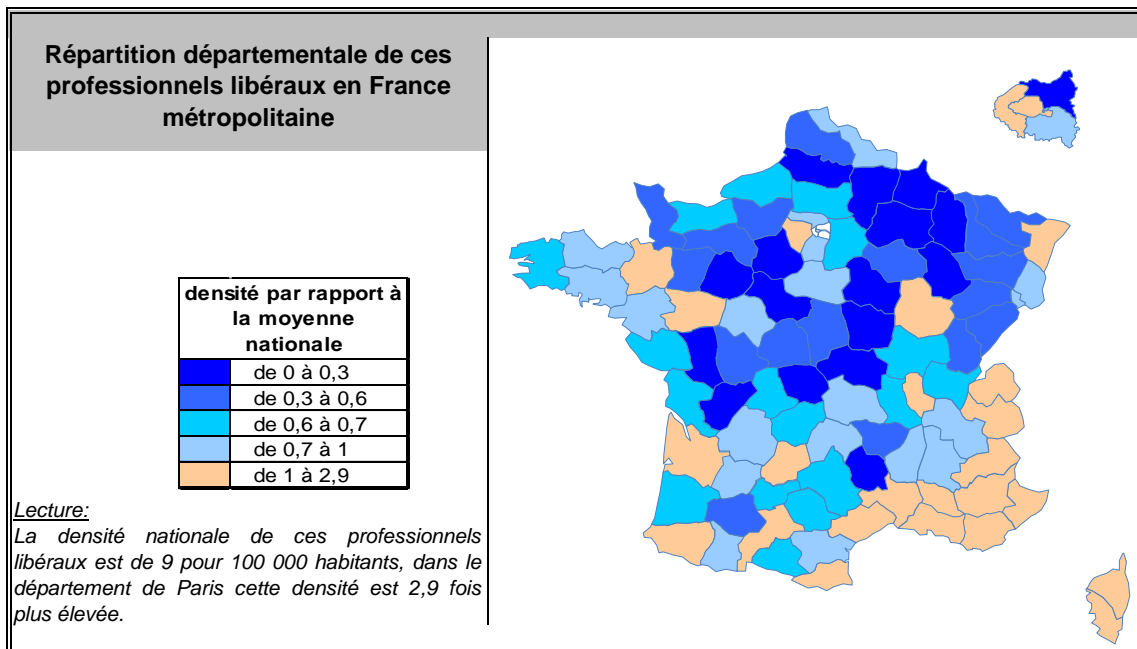 Répartition départementale de ces
professionnels libéraux en France
métropolitaine
densité par rapport à
la moyenne
nationale
de 0 à 0,3
de 0,3 à 0,6
de 0,6 à 0,7
de 0,7 à 1
de 1 à 2,9
Lecture:
La densité nationale de ces professionnels
libéraux est de 9 pour 100 000 habitants, dans le
département de Paris cette densité est 2,9 fois
plus élevée.